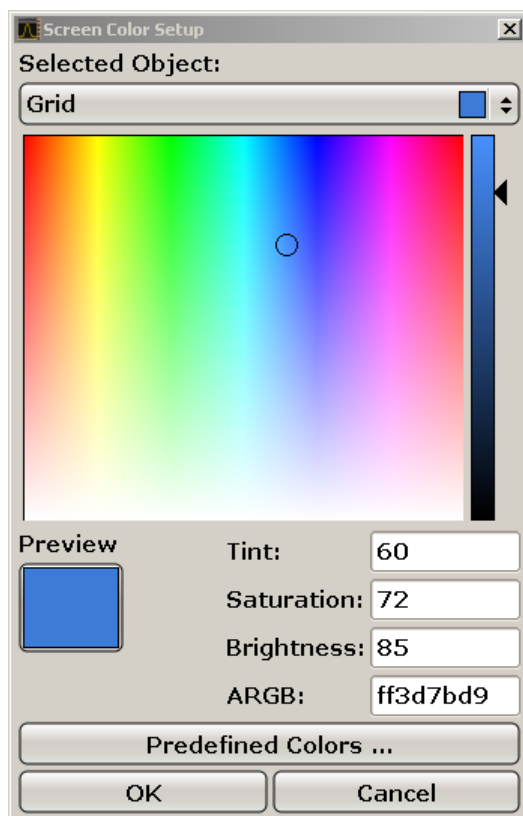 Screen Color Setup
Selected Object:
Grid
Preview
Tint: 60
Saturation: 72
Brightness: 85
ARGB: ff3d7bd9
Predefined Colors ...
OK Cancel